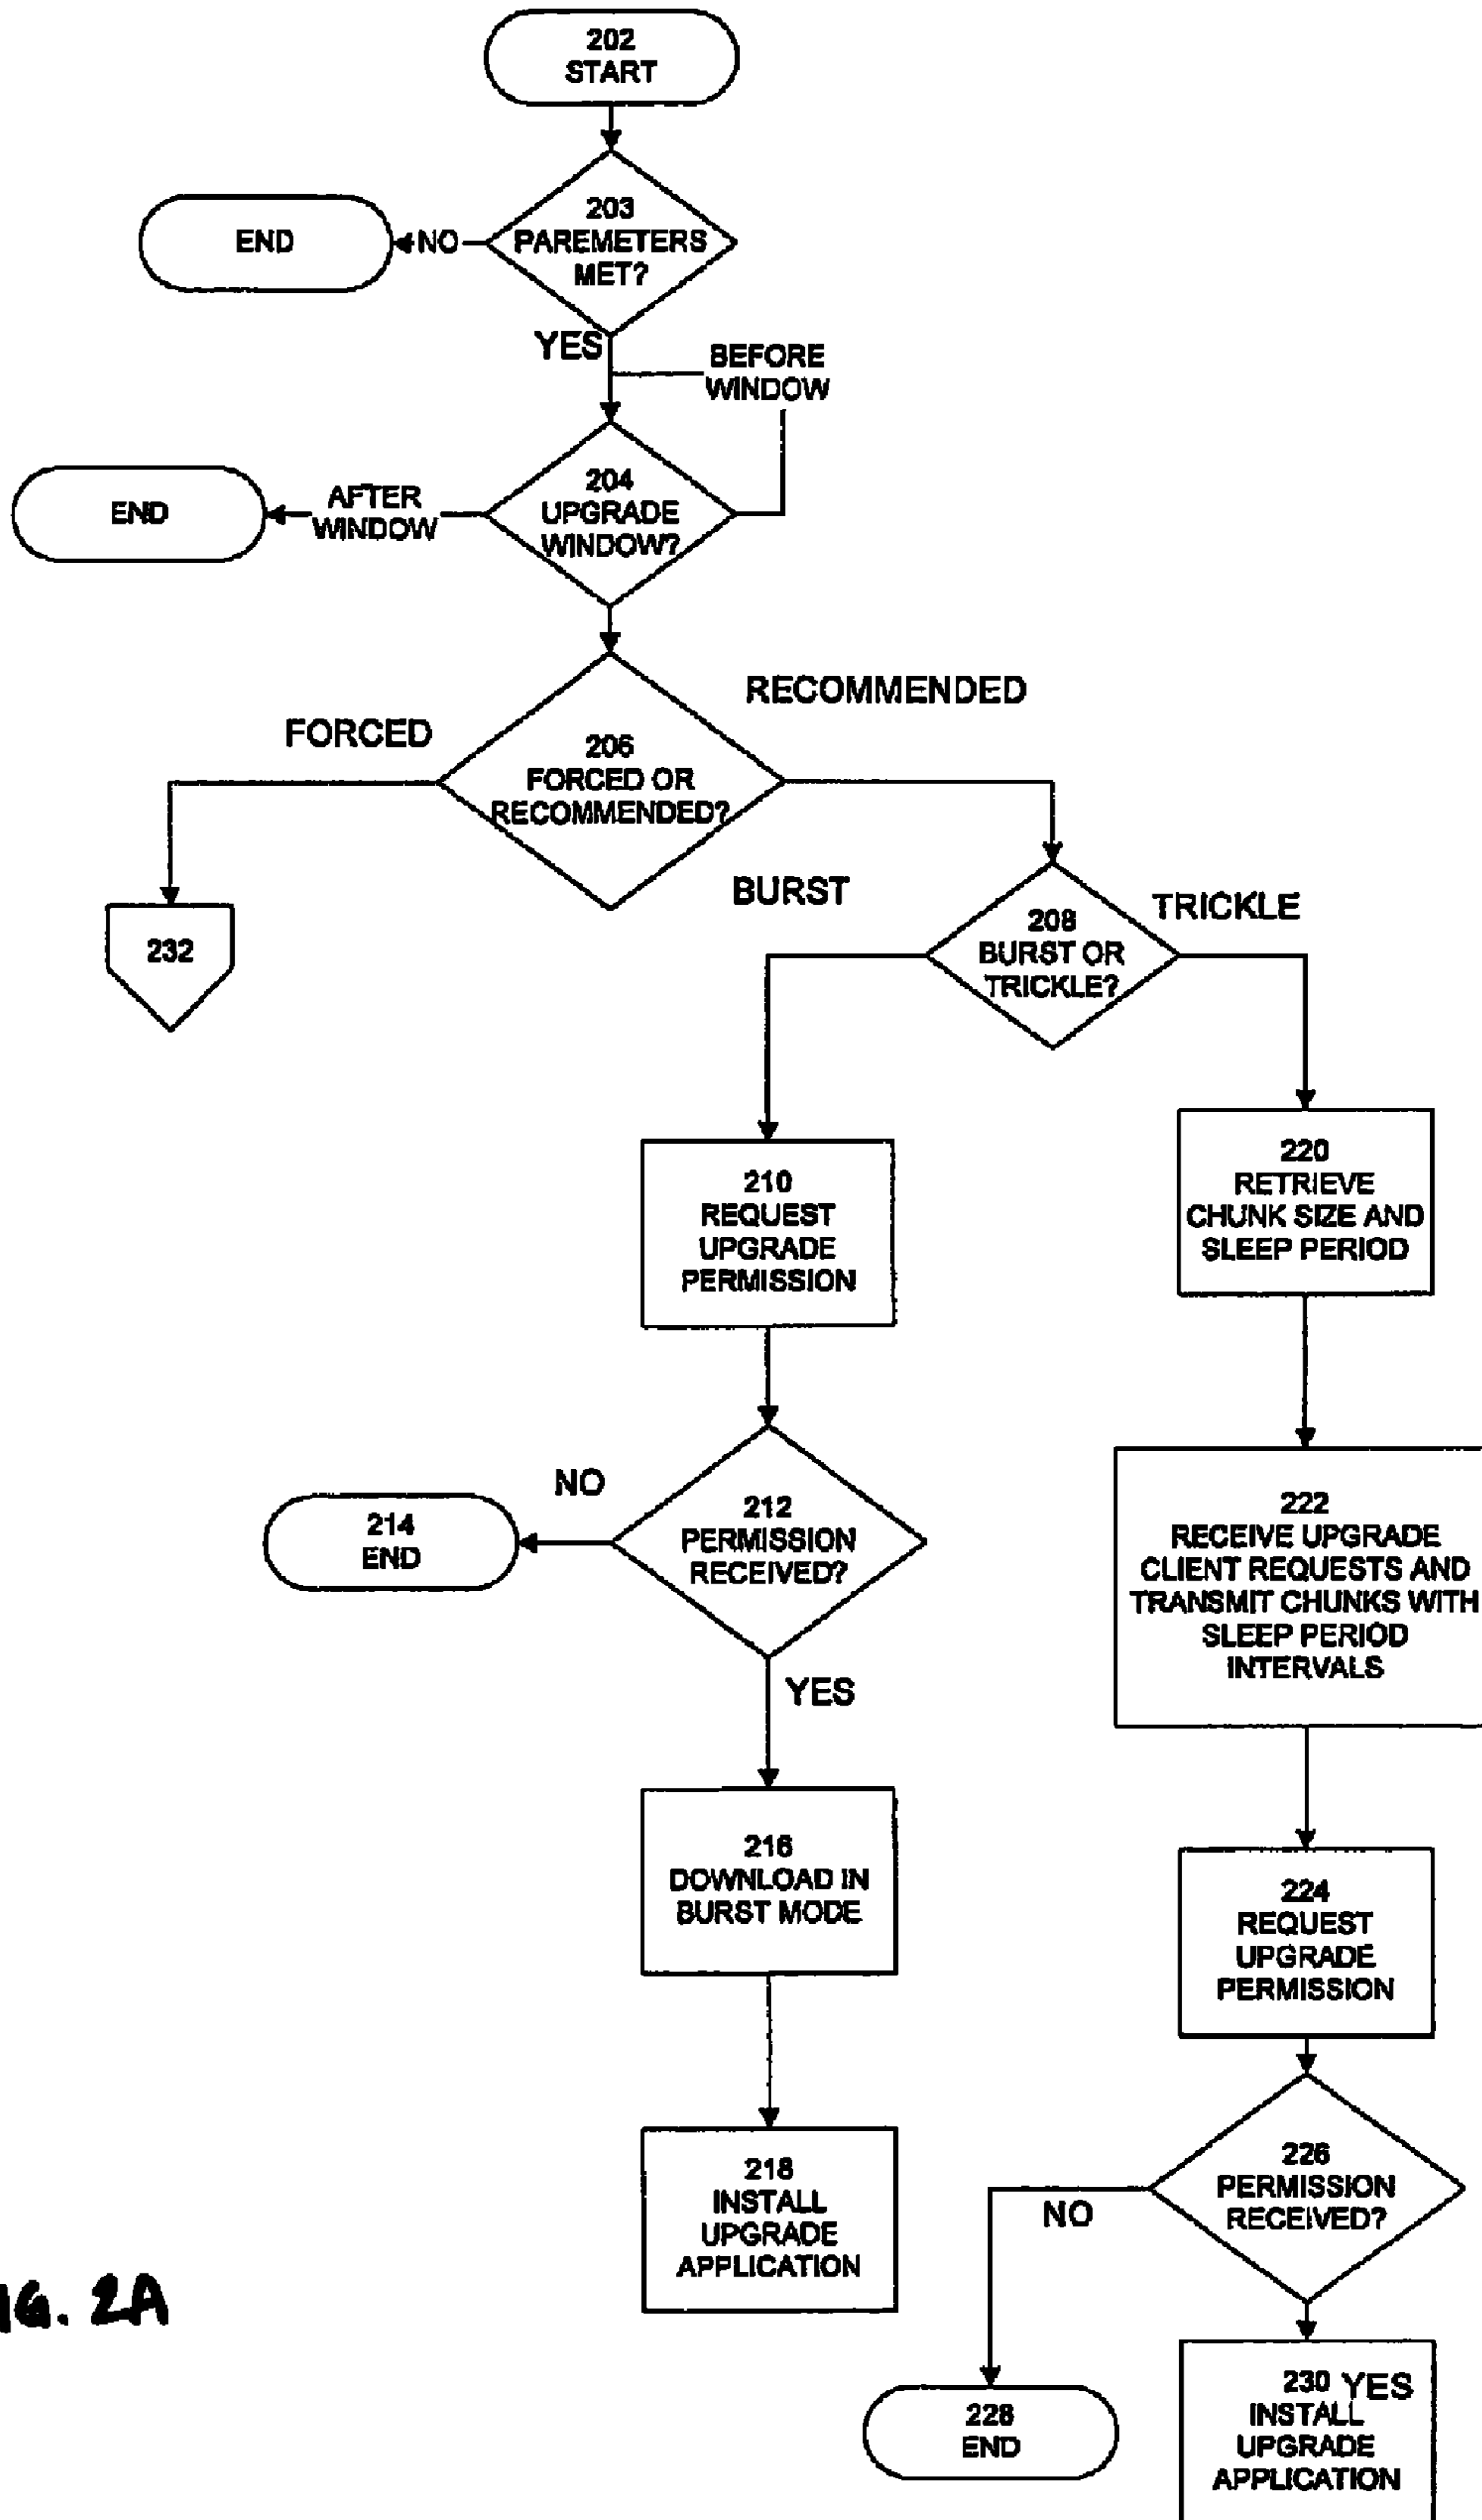 202
START
203
PAREMETERS
MET?
NO
END
YES
BEFORE
WINDOW
204
UPGRADE
WINDOW?
AFTER
WINDOW
END
RECOMMENDED
FORCED
206
FORCED OR
RECOMMENDED?
232
BURST
TRICKLE
208
BURST OR
TRICKLE?
210
REQUEST
UPGRADE
PERMISSION
220
RETRIEVE
CHUNK SIZE AND
SLEEP PERIOD
NO
212
PERMISSION
RECEIVED?
214
END
222
RECEIVE UPGRADE
CLIENT REQUESTS AND
TRANSMIT CHUNKS WITH
SLEEP PERIOD
INTERVALS
YES
216
DOWNLOAD IN
BURST MODE
224
REQUEST
UPGRADE
PERMISSION
218
INSTALL
UPGRADE
APPLICATION
226
PERMISSION
RECEIVED?
NO
228
END
230 YES
INSTALL
UPGRADE
APPLICATION
IG. 2A